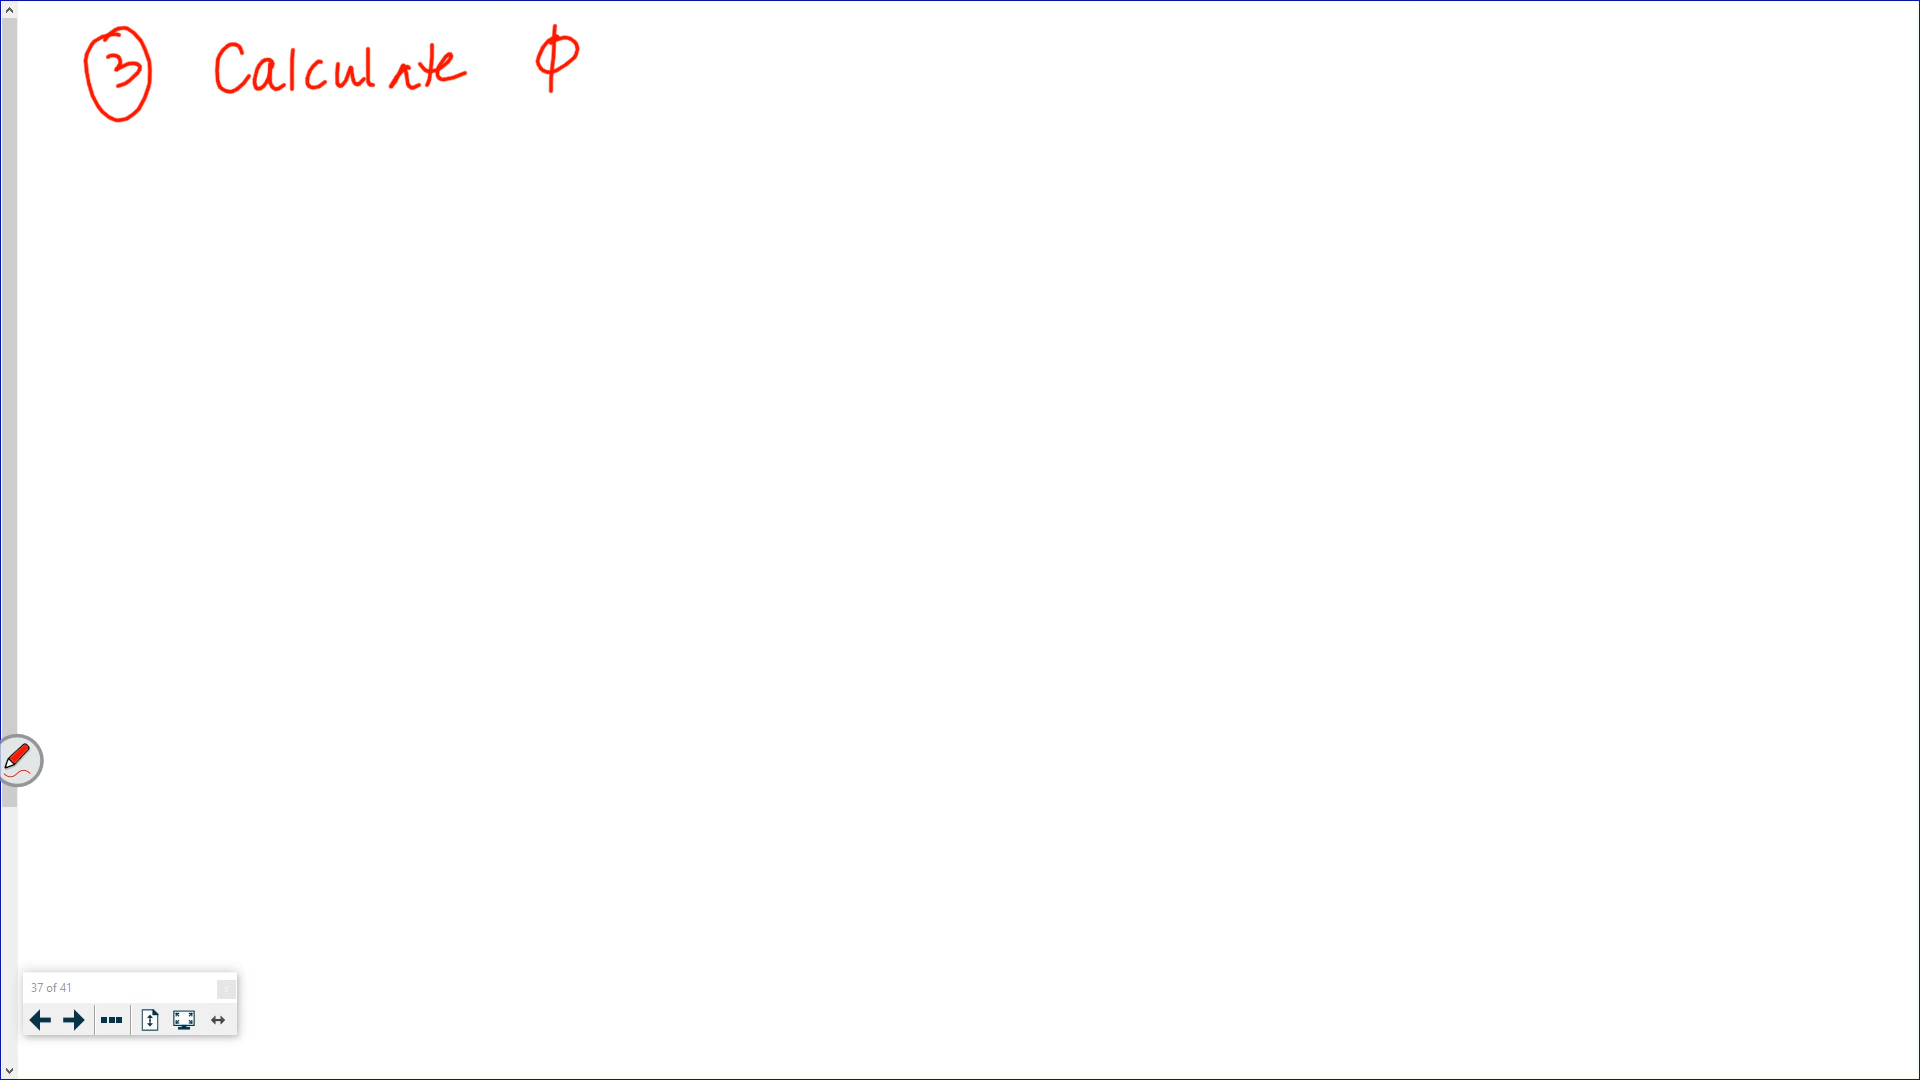 ③ Calculate ϕ
37 of 41